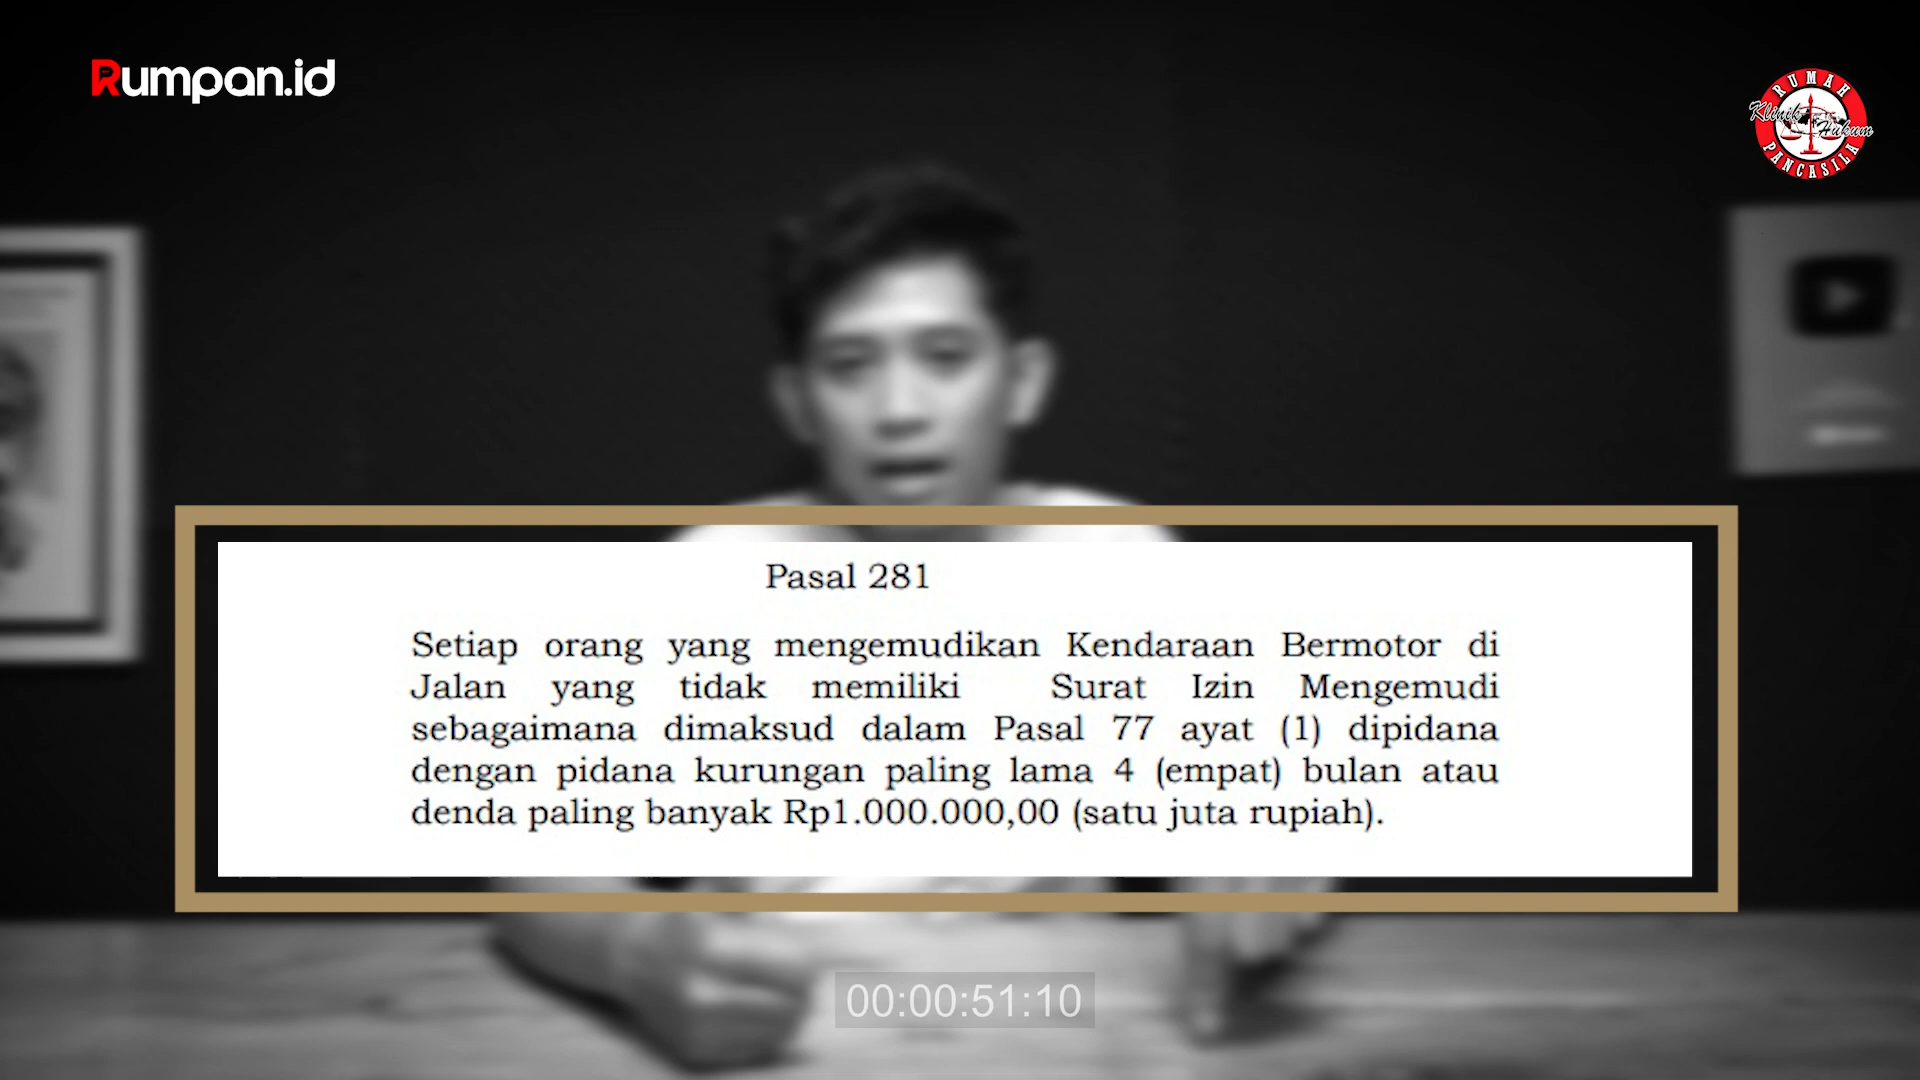 Rumpan.id
RUMAH
Klinik
Hukum
PANCASILA
Pasal 281
Setiap orang yang mengemudikan Kendaraan Bermotor di
Jalan yang tidak memiliki Surat Izin Mengemudi
sebagaimana dimaksud dalam Pasal 77 ayat (1) dipidana
dengan pidana kurungan paling lama 4 (empat) bulan atau
denda paling banyak Rp1.000.000,00 (satu juta rupiah).
00:00:51:10